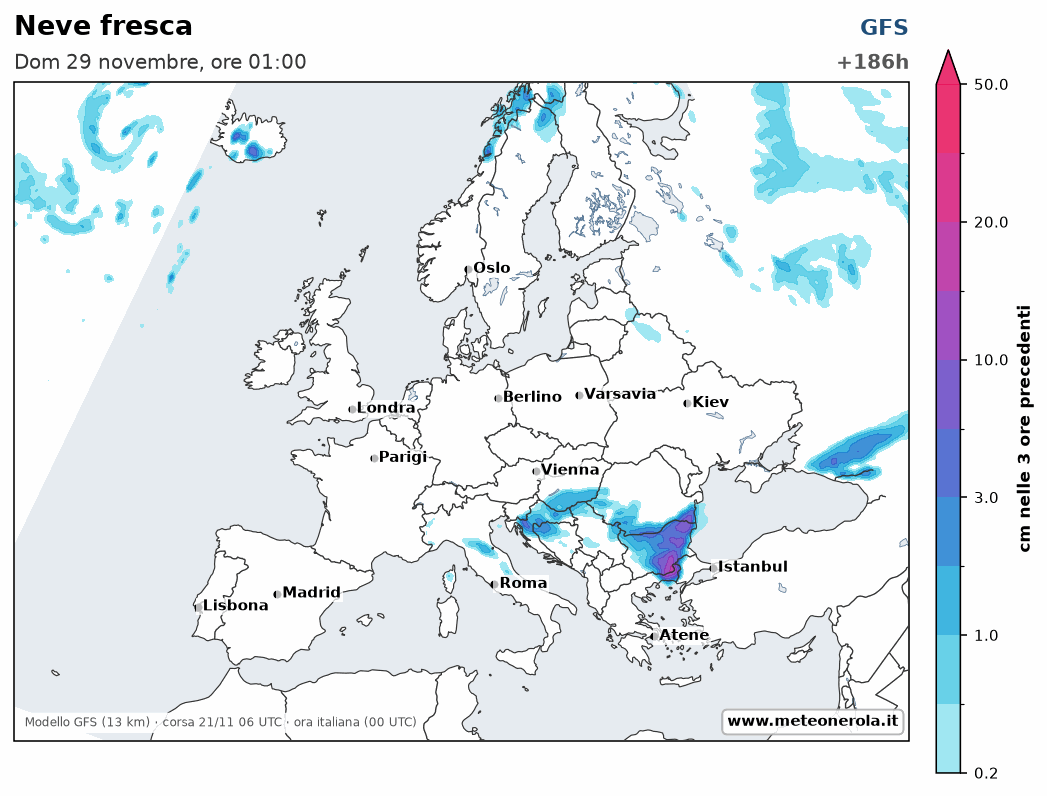 Neve fresca
GFS
Dom 29 novembre, ore 01:00
+186h
50.0
20.0
10.0
3.0
1.0
0.2
cm nelle 3 ore precedenti
Oslo
Berlino
Varsavia
Kiev
Londra
Parigi
Vienna
Istanbul
Roma
Madrid
Lisbona
Atene
Modello GFS (13 km) · corsa 21/11 06 UTC · ora italiana (00 UTC)
www.meteonerola.it